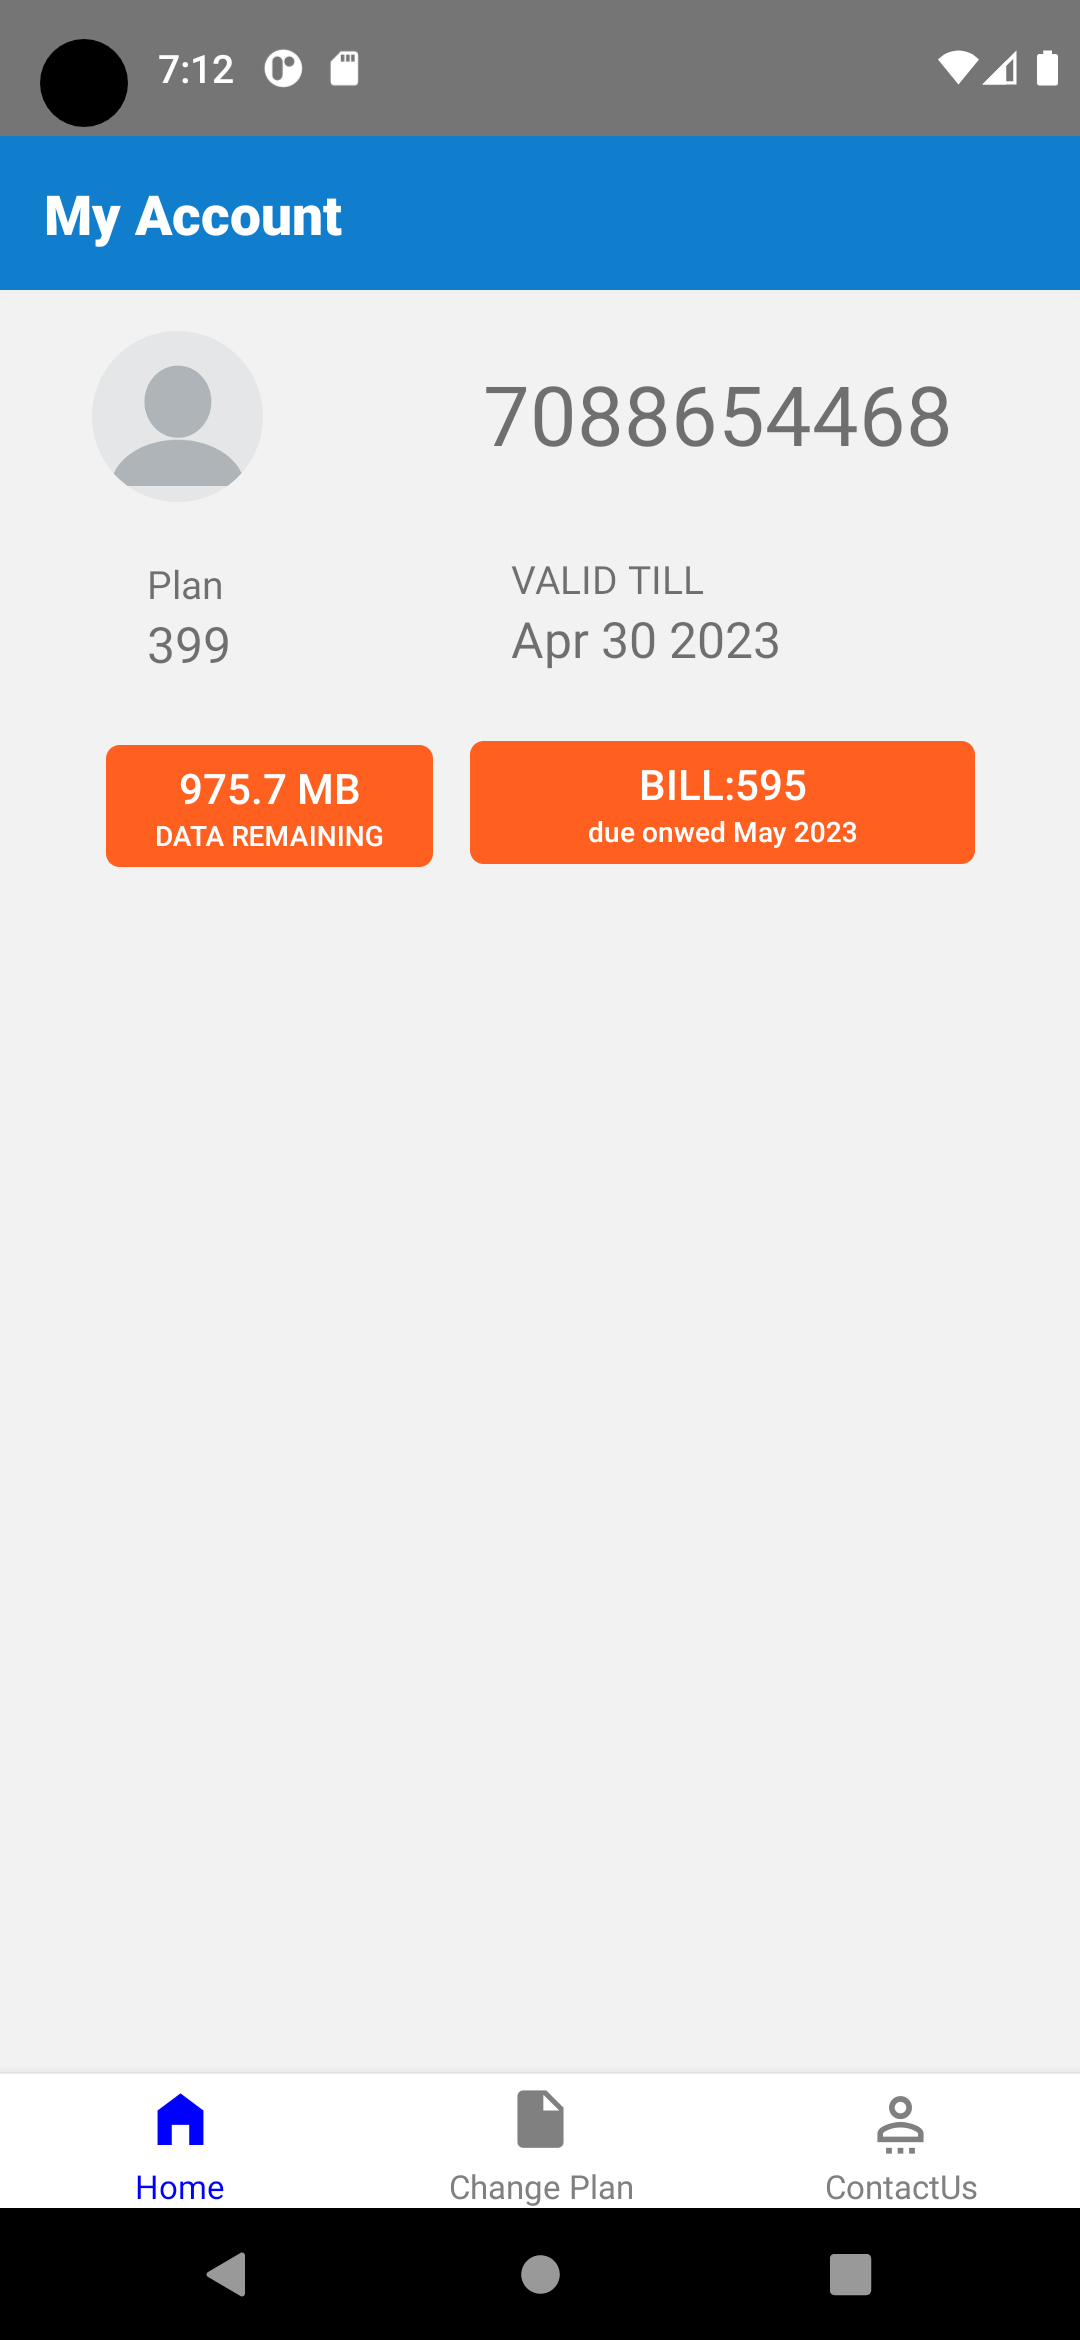 7:12
My Account
7088654468
Plan
399
VALID TILL
Apr 30 2023
975.7 MB
DATA REMAINING
BILL:595
due onwed May 2023
Home
Change Plan
ContactUs